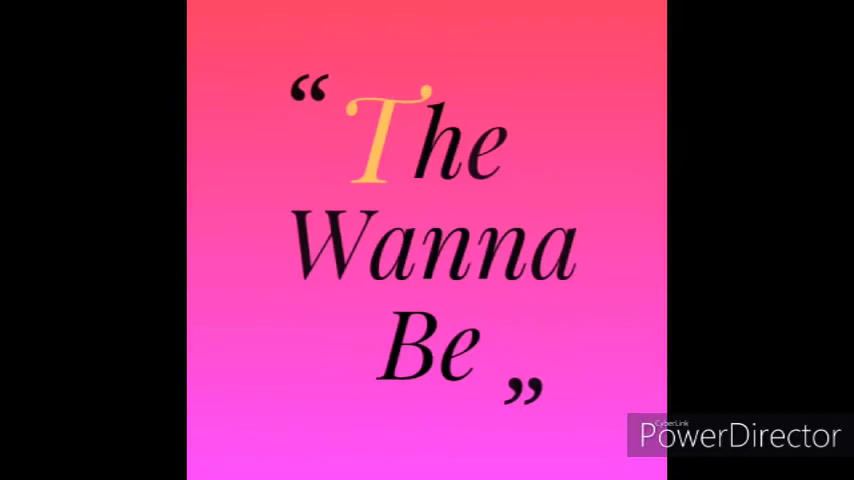 “ The
Wanna
Be ”
CyberLink
PowerDirector